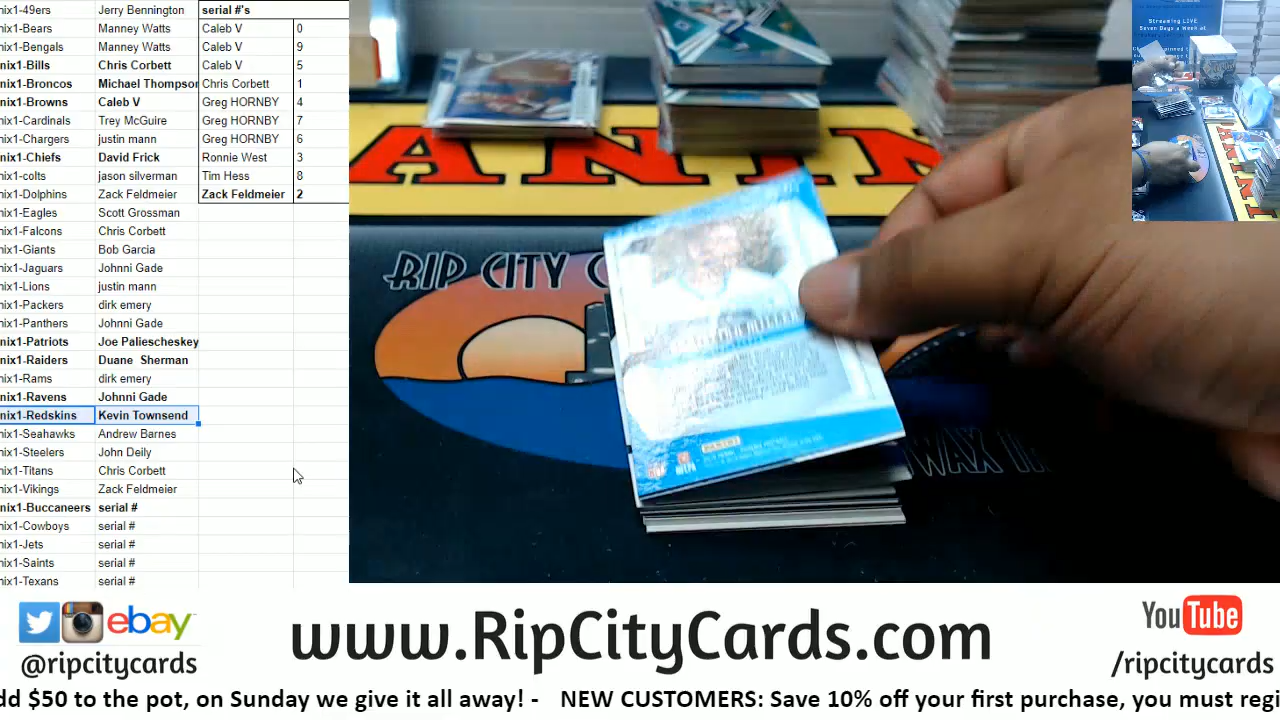 nix1-49ers Jerry Bennington serial #'s
nix1-Bears Manney Watts Caleb V 0
nix1-Bengals Manney Watts Caleb V 9
nix1-Bills Chris Corbett Caleb V 5
nix1-Broncos Michael Thompson Chris Corbett 1
nix1-Browns Caleb V Greg HORNBY 4
nix1-Cardinals Trey McGuire Greg HORNBY 7
nix1-Chargers justin mann Greg HORNBY 6
nix1-Chiefs David Frick Ronnie West 3
nix1-colts jason silverman Tim Hess 8
nix1-Dolphins Zack Feldmeier Zack Feldmeier 2
nix1-Eagles Scott Grossman
nix1-Falcons Chris Corbett
nix1-Giants Bob Garcia
nix1-Jaguars Johnni Gade
nix1-Lions justin mann
nix1-Packers dirk emery
nix1-Panthers Johnni Gade
nix1-Patriots Joe Paliescheskey
nix1-Raiders Duane Sherman
nix1-Rams dirk emery
nix1-Ravens Johnni Gade
nix1-Redskins Kevin Townsend
nix1-Seahawks Andrew Barnes
nix1-Steelers John Deily
nix1-Titans Chris Corbett
nix1-Vikings Zack Feldmeier
nix1-Buccaneers serial #
nix1-Cowboys serial #
nix1-Jets serial #
nix1-Saints serial #
nix1-Texans serial #
ANIN
RIP CITY C
WAX
Streaming LIVE
Seven Days a Week at
ebay
@ripcitycards
www.RipCityCards.com
YouTube
/ripcitycards
dd $50 to the pot, on Sunday we give it all away! - NEW CUSTOMERS: Save 10% off your first purchase, you must regi